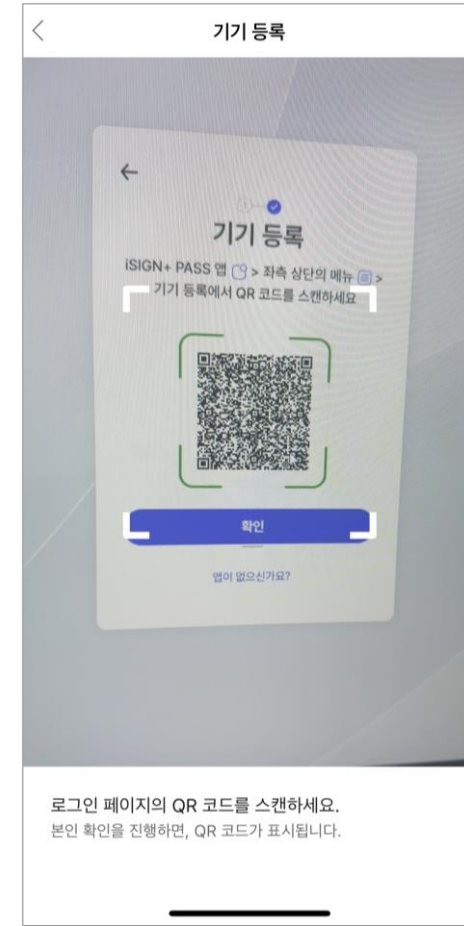 기기 등록
기기 등록
iSIGN+ PASS 앱 > 좌측 상단의 메뉴 >
기기 등록에서 QR 코드를 스캔하세요
확인
앱이 없으신가요?
로그인 페이지의 QR 코드를 스캔하세요.
본인 확인을 진행하면, QR 코드가 표시됩니다.